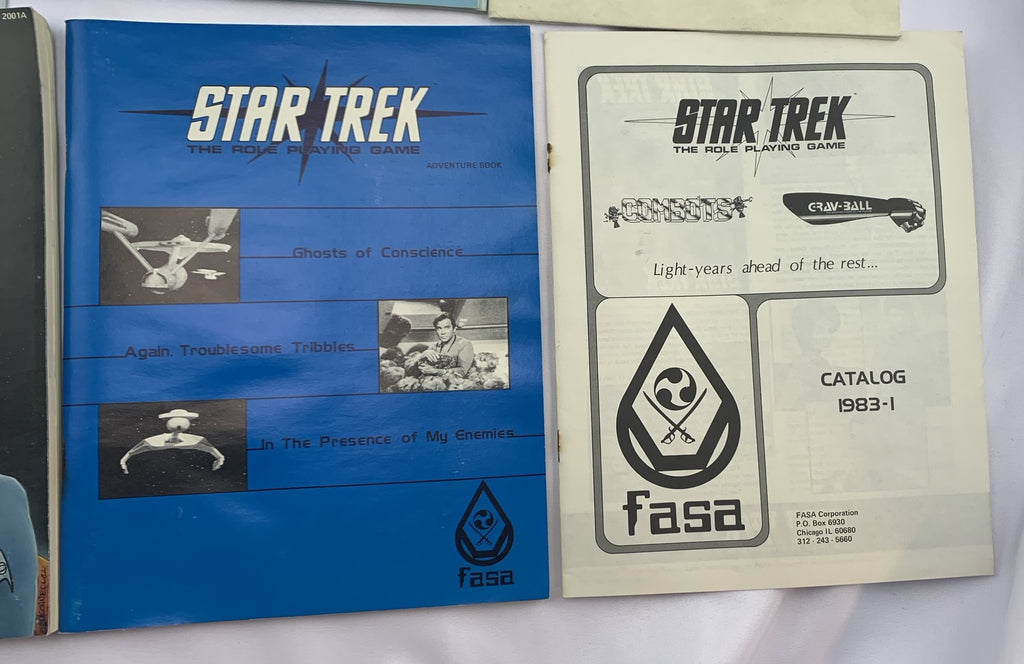 2001A
STAR TREK
THE ROLE PLAYING GAME
ADVENTURE BOOK
Ghosts of Conscience
Again, Troublesome Tribbles
In The Presence of My Enemies
fasa
STAR TREK™
THE ROLE PLAYING GAME
COMBOTS
GRAV-BALL
Light-years ahead of the rest...
fasa
CATALOG
1983-1
FASA Corporation
P.O. Box 6930
Chicago IL 60680
312 - 243 - 5660